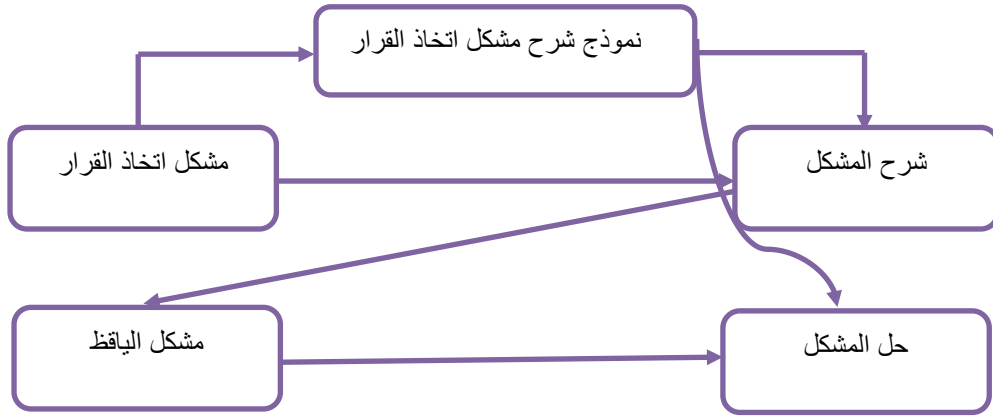 نموذج شرح مشكل اتخاذ القرار
شرح المشكل
مشكل اتخاذ القرار
حل المشكل
مشكل الياقظ